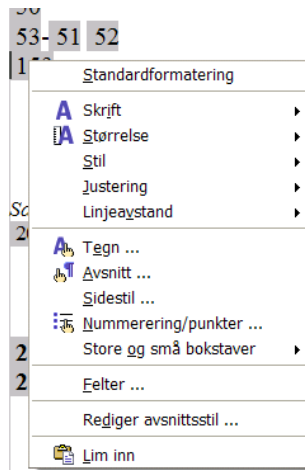 53- 51 52
Standardformatering
Skrift
Størrelse
Stil
Justering
Linjeavstand
Tegn ...
Avsnitt ...
Sidestil ...
Nummerering/punkter ...
Store og små bokstaver
Felter ...
Rediger avsnittsstil ...
Lim inn